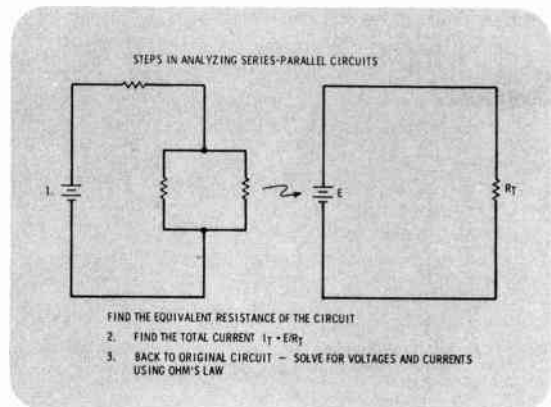 STEPS IN ANALYZING SERIES-PARALLEL CIRCUITS
1.
E
RT
FIND THE EQUIVALENT RESISTANCE OF THE CIRCUIT
2. FIND THE TOTAL CURRENT IT = E/RT
3. BACK TO ORIGINAL CIRCUIT — SOLVE FOR VOLTAGES AND CURRENTS
USING OHM'S LAW